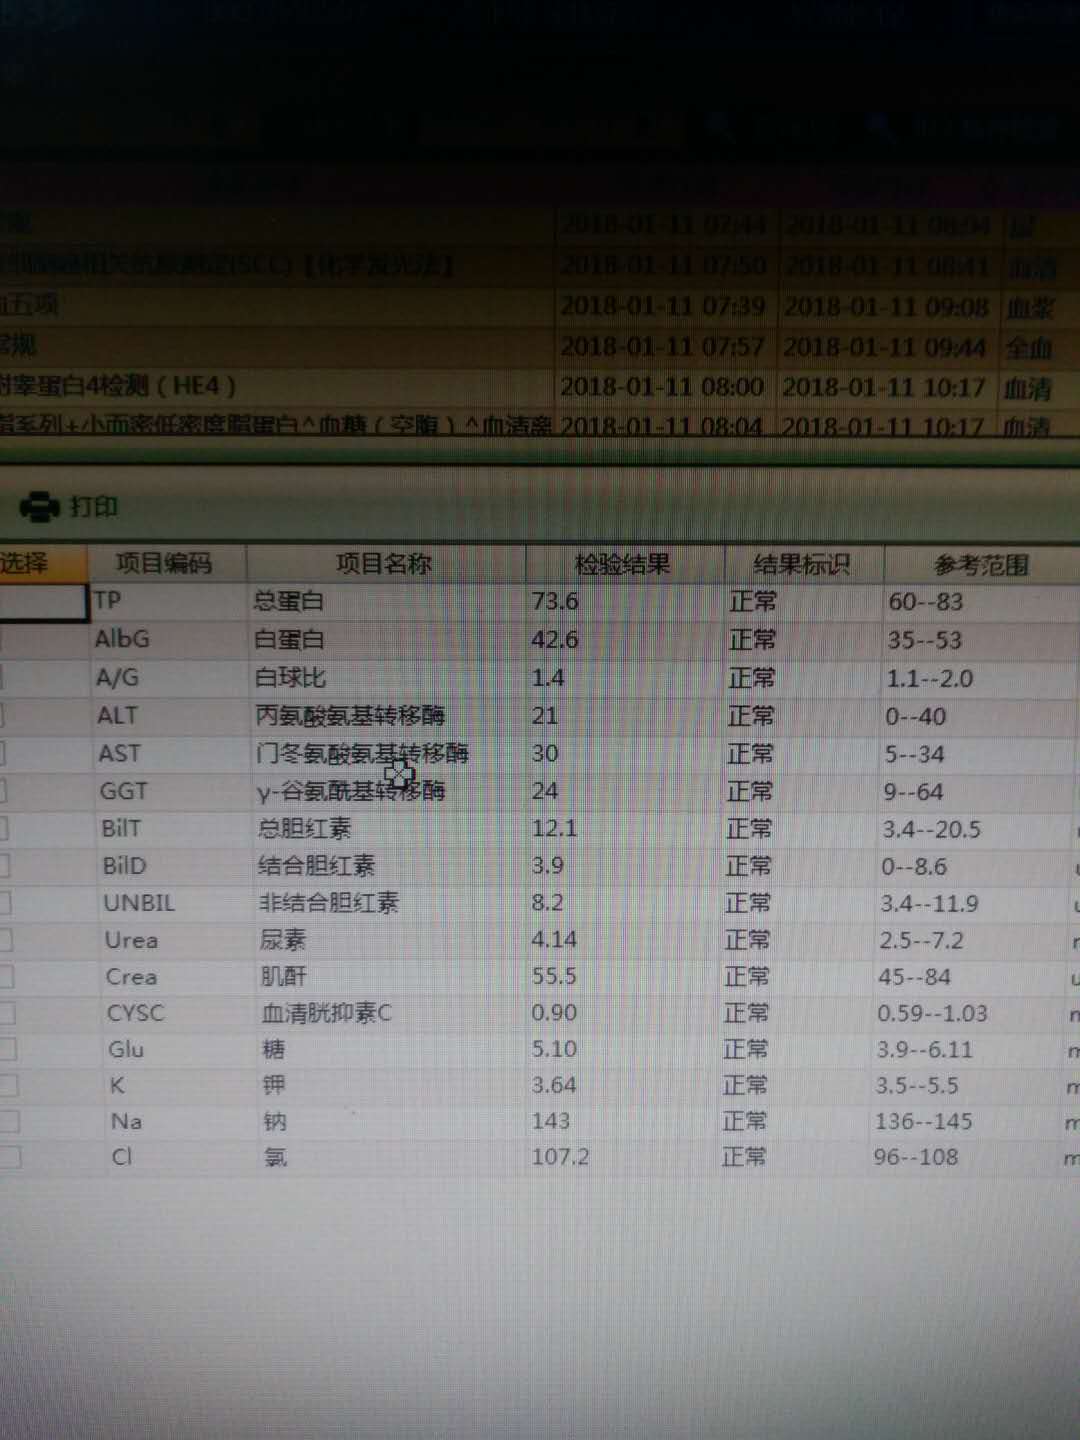 2018-01-11 07:44 2018-01-11 08:04 尿
相关抗原测定(SCC)【化学发光法】 2018-01-11 07:50 2018-01-11 08:41 血清
五项 2018-01-11 07:39 2018-01-11 09:08 血浆
常规 2018-01-11 07:57 2018-01-11 09:44 全血
附睾蛋白4检测（HE4） 2018-01-11 08:00 2018-01-11 10:17 血清
脂系列+小而密低密度脂蛋白^血糖（空腹）^血清离 2018-01-11 08:04 2018-01-11 10:17 血清
打印
选择 项目编码 项目名称 检验结果 结果标识 参考范围
TP 总蛋白 73.6 正常 60--83
AlbG 白蛋白 42.6 正常 35--53
A/G 白球比 1.4 正常 1.1--2.0
ALT 丙氨酸氨基转移酶 21 正常 0--40
AST 门冬氨酸氨基转移酶 30 正常 5--34
GGT γ-谷氨酰基转移酶 24 正常 9--64
BilT 总胆红素 12.1 正常 3.4--20.5
BilD 结合胆红素 3.9 正常 0--8.6
UNBIL 非结合胆红素 8.2 正常 3.4--11.9
Urea 尿素 4.14 正常 2.5--7.2
Crea 肌酐 55.5 正常 45--84
CYSC 血清胱抑素C 0.90 正常 0.59--1.03
Glu 糖 5.10 正常 3.9--6.11
K 钾 3.64 正常 3.5--5.5
Na 钠 143 正常 136--145
Cl 氯 107.2 正常 96--108